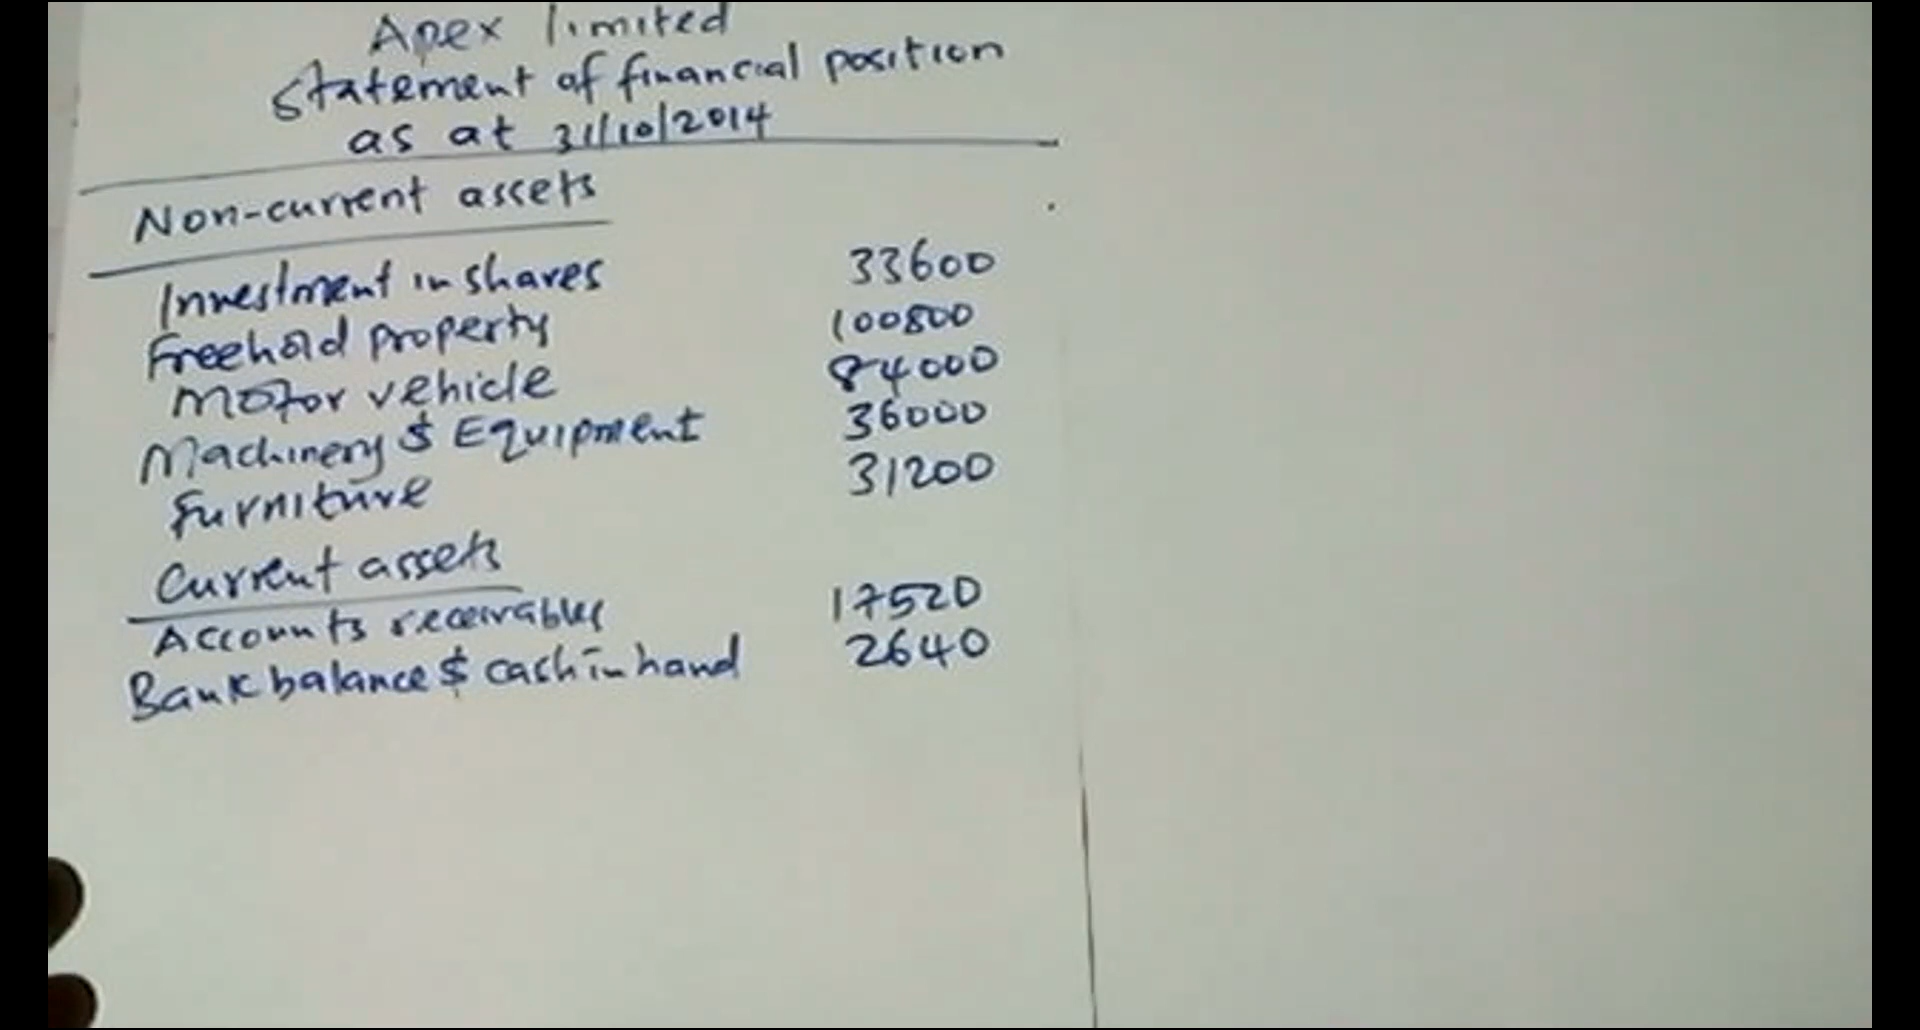 Apex limited
Statement of financial position
as at 31/10/2014
Non-current assets
Investment in shares 33600
Freehold property 100800
Motor vehicle 84000
Machinery & Equipment 36000
Furniture 31200
Current assets
Accounts receivables 17520
Bank balance & cash in hand 2640